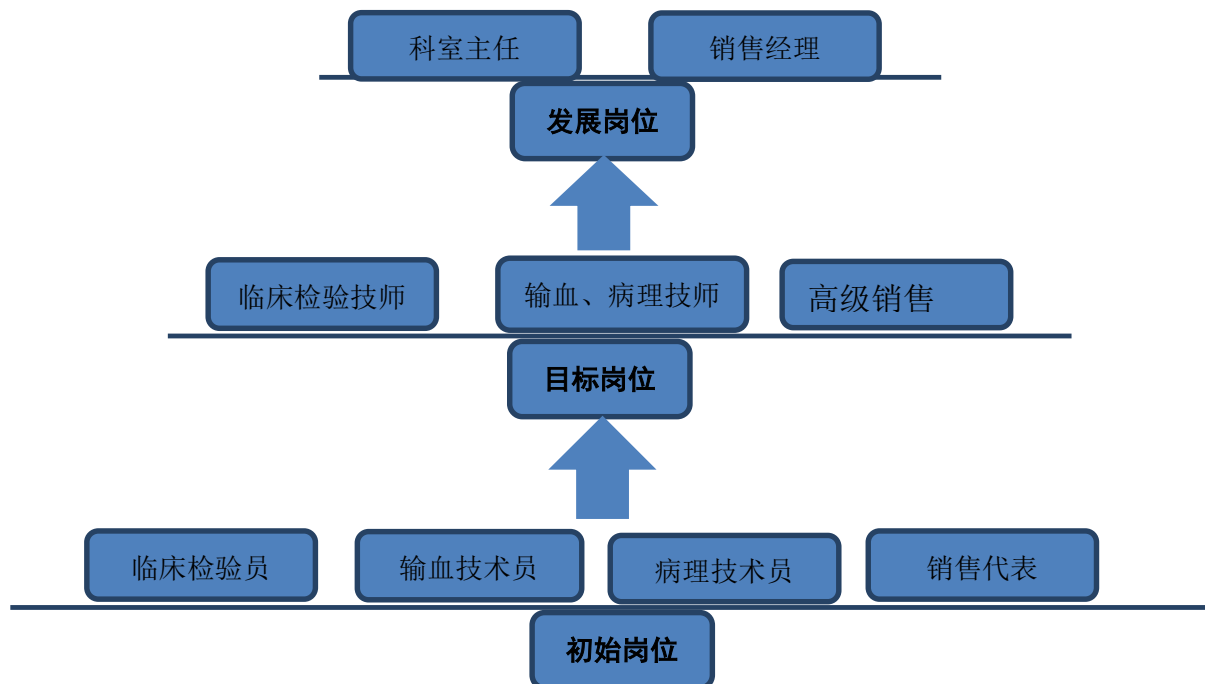 科室主任
销售经理
发展岗位
临床检验技师
输血、病理技师
高级销售
目标岗位
临床检验员
输血技术员
病理技术员
销售代表
初始岗位